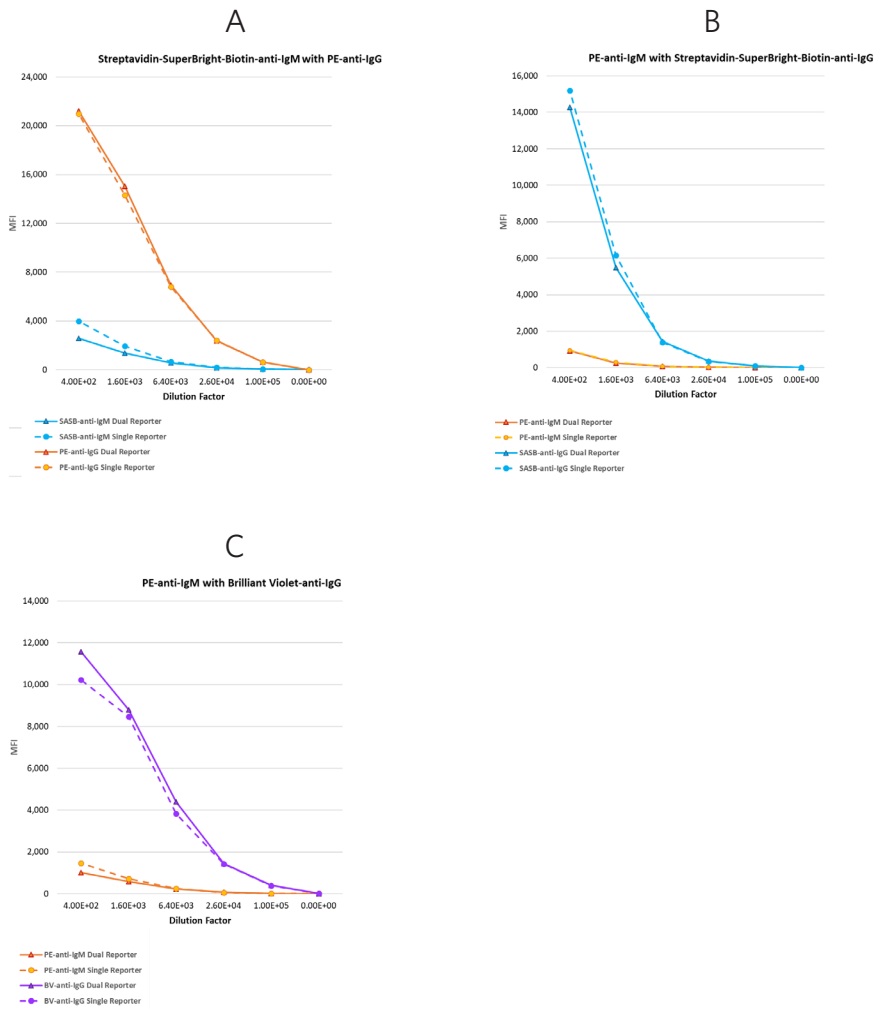 A
Streptavidin-SuperBright-Biotin-anti-IgM with PE-anti-IgG
24,000
20,000
16,000
12,000
8,000
4,000
0
MFI
4.00E+02 1.60E+03 6.40E+03 2.60E+04 1.00E+05 0.00E+00
Dilution Factor
SASB-anti-IgM Dual Reporter
SASB-anti-IgM Single Reporter
PE-anti-IgG Dual Reporter
PE-anti-IgG Single Reporter
B
PE-anti-IgM with Streptavidin-SuperBright-Biotin-anti-IgG
16,000
14,000
12,000
10,000
8,000
6,000
4,000
2,000
0
MFI
4.00E+02 1.60E+03 6.40E+03 2.60E+04 1.00E+05 0.00E+00
Dilution Factor
PE-anti-IgM Dual Reporter
PE-anti-IgM Single Reporter
SASB-anti-IgG Dual Reporter
SASB-anti-IgG Single Reporter
C
PE-anti-IgM with Brilliant Violet-anti-IgG
14,000
12,000
10,000
8,000
6,000
4,000
2,000
0
MFI
4.00E+02 1.60E+03 6.40E+03 2.60E+04 1.00E+05 0.00E+00
Dilution Factor
PE-anti-IgM Dual Reporter
PE-anti-IgM Single Reporter
BV-anti-IgG Dual Reporter
BV-anti-IgG Single Reporter